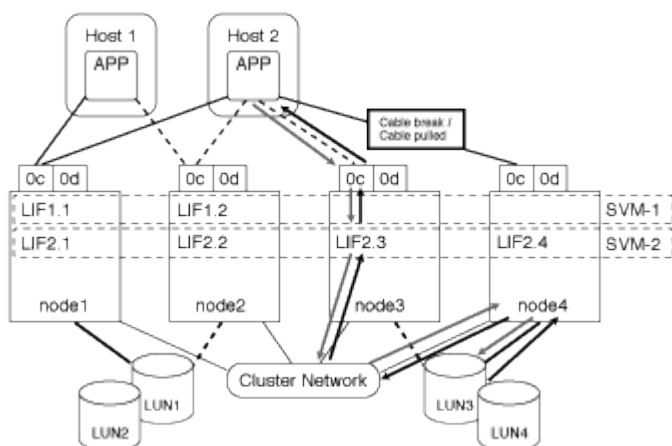 Host 1
Host 2
APP
APP
Cable break /
Cable pulled
0c
0d
0c
0d
0c
0d
0c
0d
LIF1.1
LIF1.2
SVM-1
LIF2.1
LIF2.2
LIF2.3
LIF2.4
SVM-2
node1
node2
node3
node4
Cluster Network
LUN1
LUN2
LUN3
LUN4